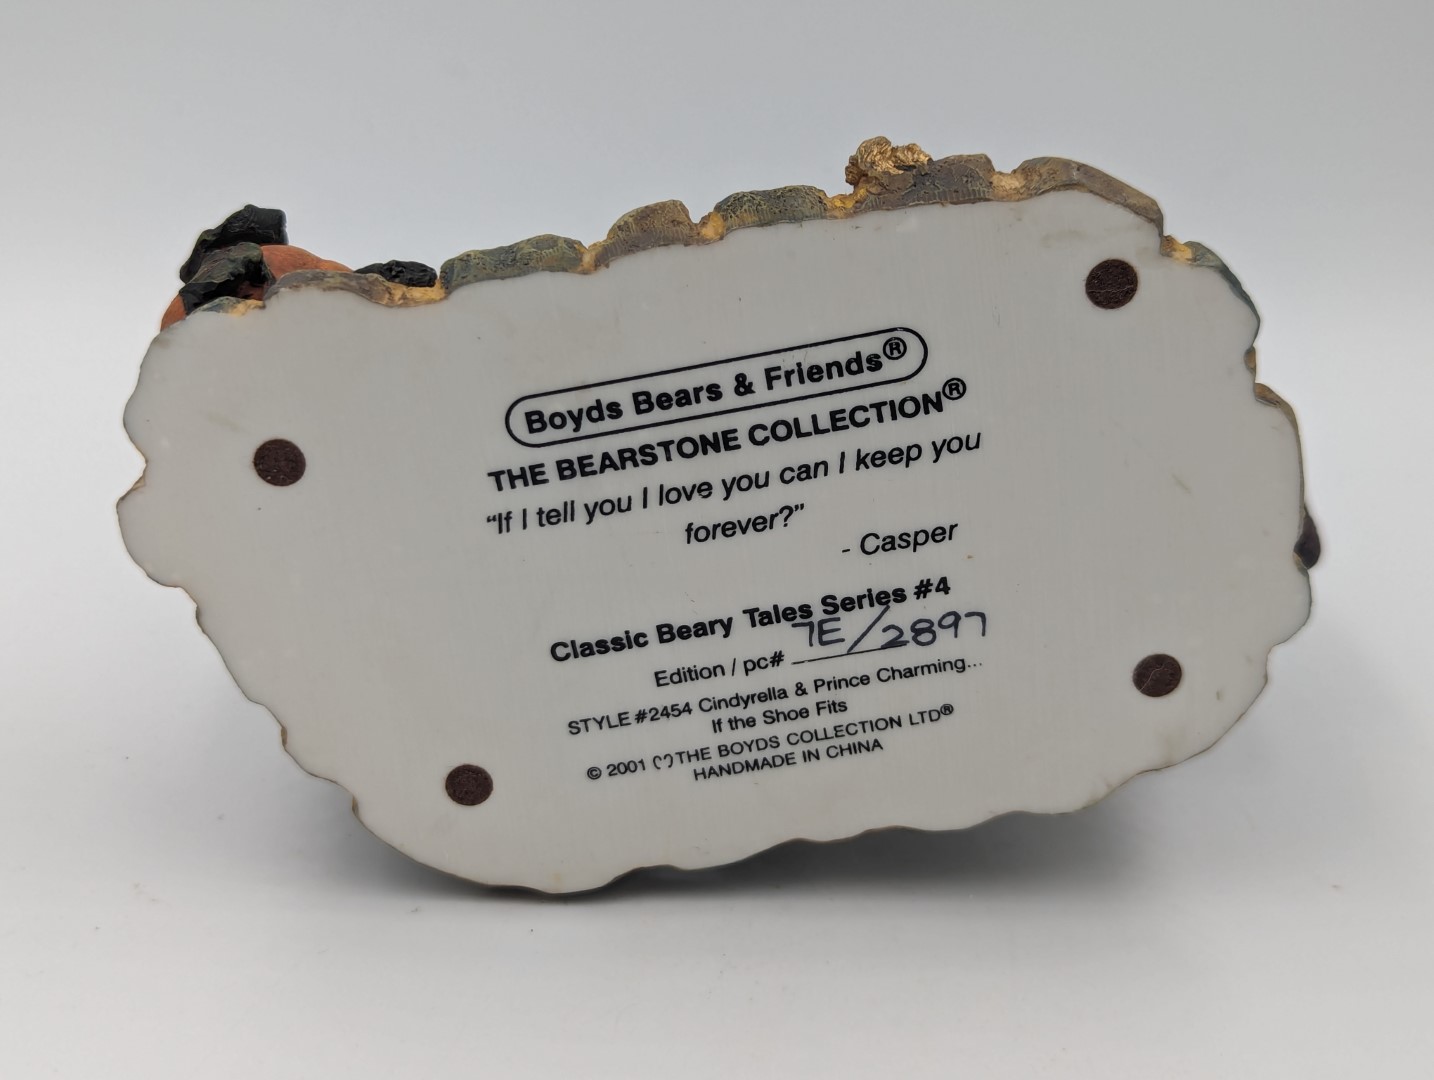 Boyds Bears & Friends®
THE BEARSTONE COLLECTION®
“If I tell you I love you can I keep you
forever?”
- Casper
Classic Beary Tales Series #4
Edition / pc# 7E/2897
STYLE #2454 Cindyrella & Prince Charming...
If the Shoe Fits
© 2001 THE BOYDS COLLECTION LTD®
HANDMADE IN CHINA